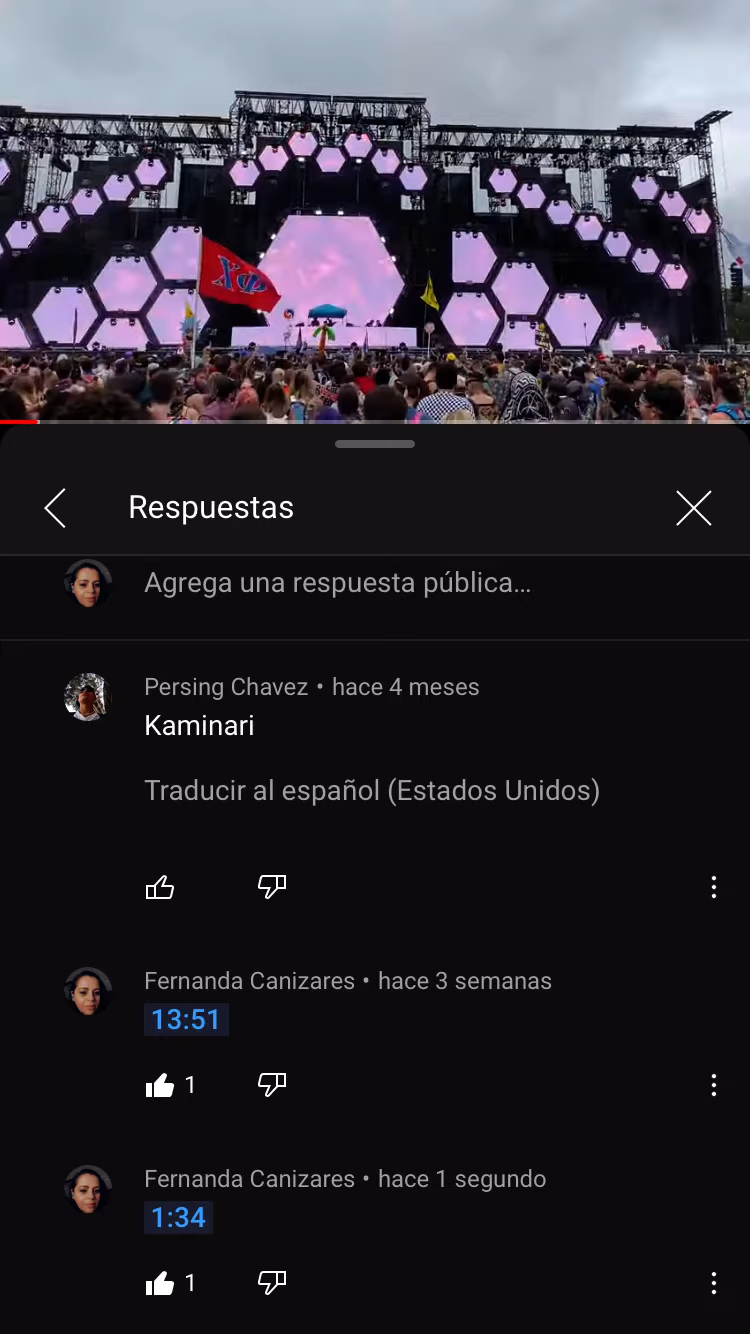 ΧΦ
Respuestas
Agrega una respuesta pública...
Persing Chavez • hace 4 meses
Kaminari
Traducir al español (Estados Unidos)
Fernanda Canizares • hace 3 semanas
13:51
1
Fernanda Canizares • hace 1 segundo
1:34
1